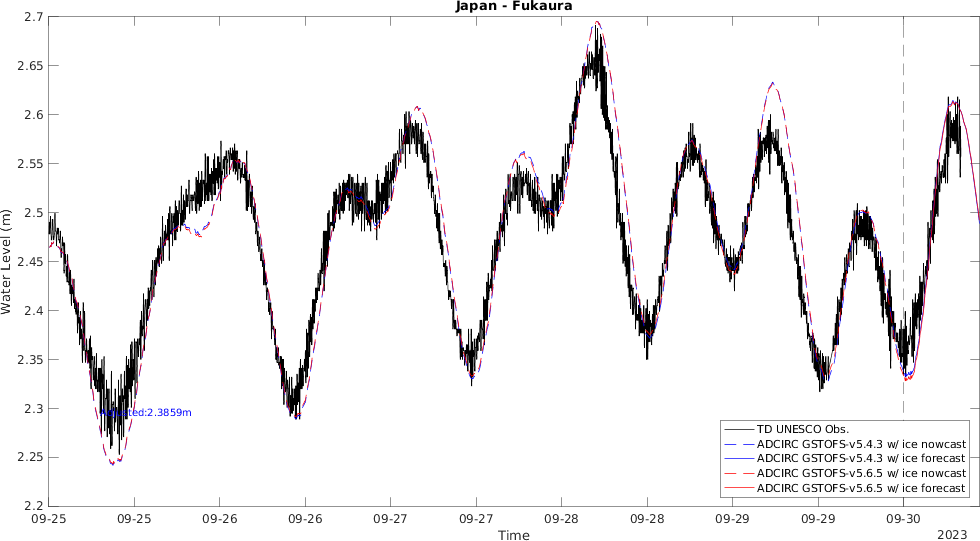 Japan - Fukaura
2.7
2.65
2.6
2.55
2.5
2.45
2.4
2.35
2.3
2.25
2.2
Water Level (m)
:2.3859m
TD UNESCO Obs.
ADCIRC GSTOFS-v5.4.3 w/ ice nowcast
ADCIRC GSTOFS-v5.4.3 w/ ice forecast
ADCIRC GSTOFS-v5.6.5 w/ ice nowcast
ADCIRC GSTOFS-v5.6.5 w/ ice forecast
09-25 09-25 09-26 09-26 09-27 09-27 09-28 09-28 09-29 09-29 09-30
Time
2023